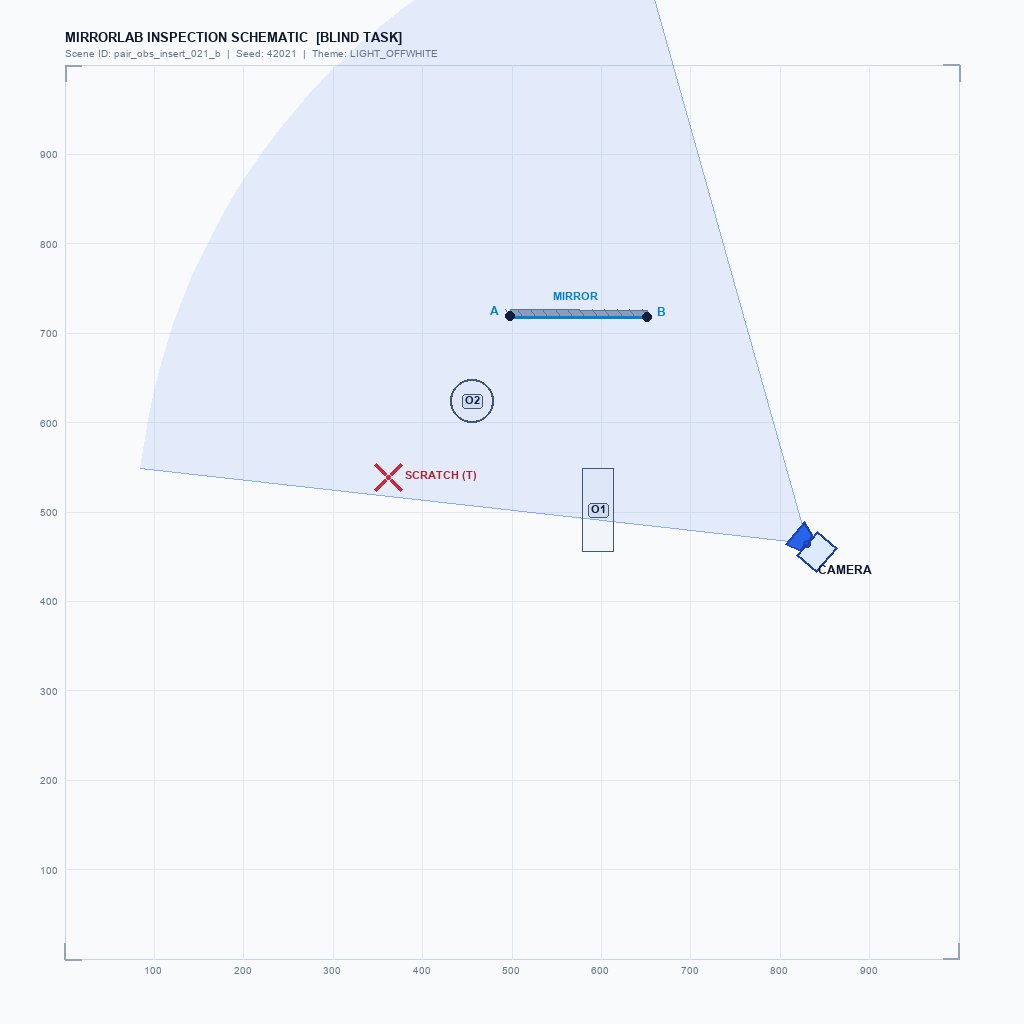 MIRRORLAB INSPECTION SCHEMATIC [BLIND TASK]
Scene ID: pair_obs_insert_021_b | Seed: 42021 | Theme: LIGHT_OFFWHITE
900
800
MIRROR
A
B
700
O2
600
SCRATCH (T)
500
O1
CAMERA
400
300
200
100
100 200 300 400 500 600 700 800 900